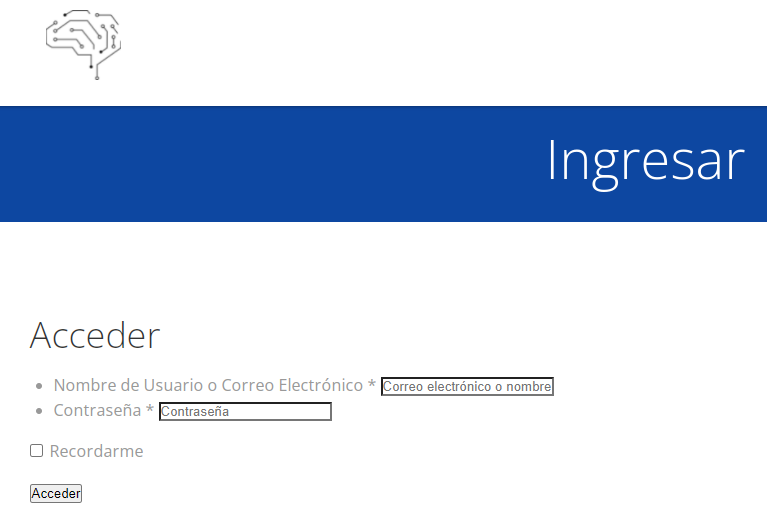 Ingresar
Acceder
Nombre de Usuario o Correo Electrónico * Correo electrónico o nombre
Contraseña * Contraseña
Recordarme
Acceder